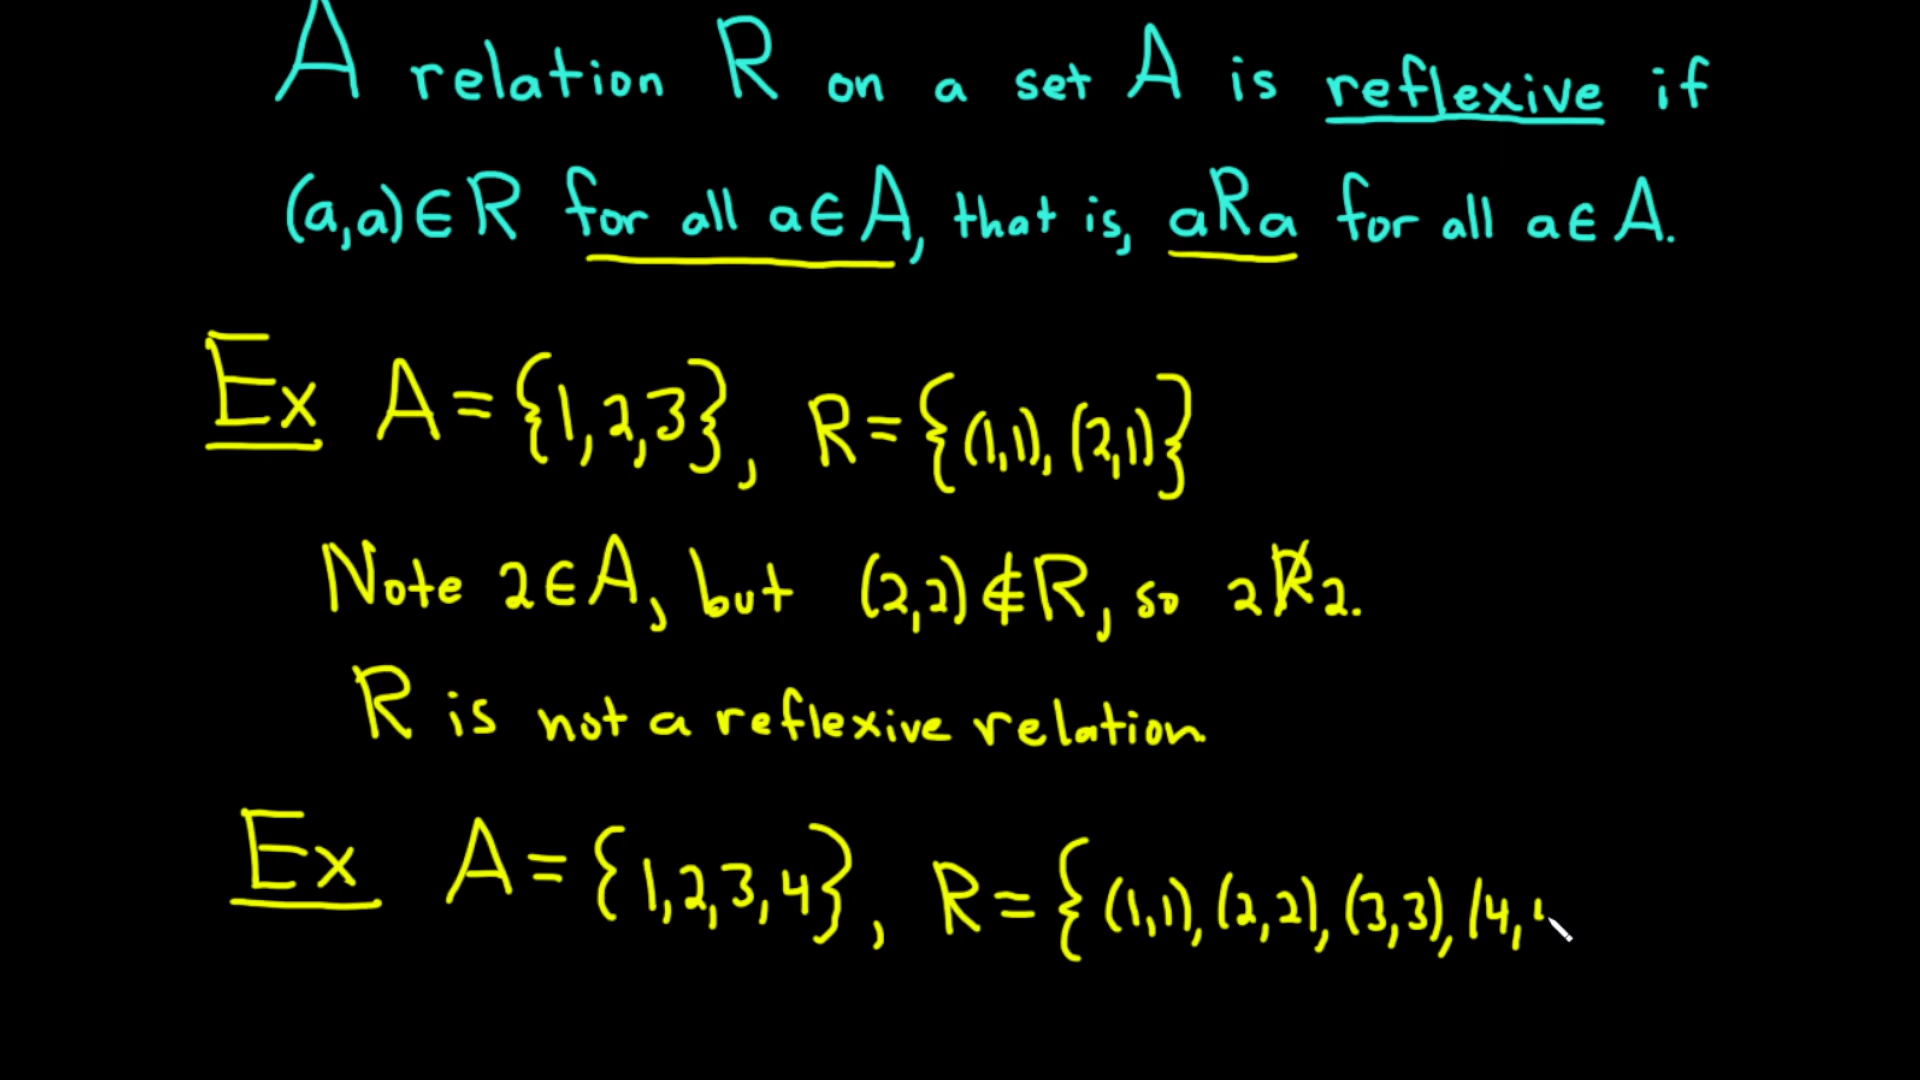 A relation R on a set A is reflexive if
(a,a)∈R for all a∈A, that is, aRa for all a∈A.
Ex A={1,2,3}, R={(1,1),(2,1)}
Note 2∈A, but (2,2)∉R, so 2R̸2.
R is not a reflexive relation.
Ex A={1,2,3,4}, R={(1,1),(2,2),(3,3),(4,